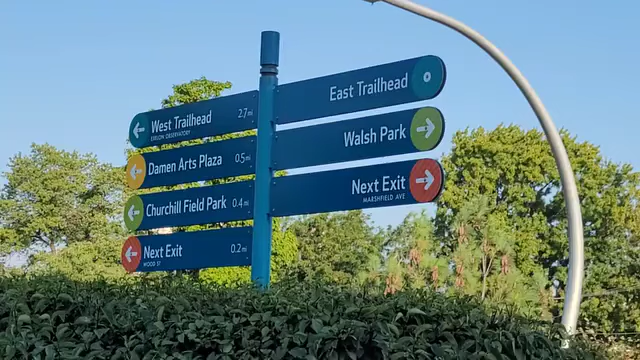 West Trailhead 2.7 mi
EXELON OBSERVATORY
Damen Arts Plaza 0.5 mi
Churchill Field Park 0.4 mi
Next Exit 0.2 mi
WOOD ST
East Trailhead
Walsh Park
Next Exit
MARSHFIELD AVE